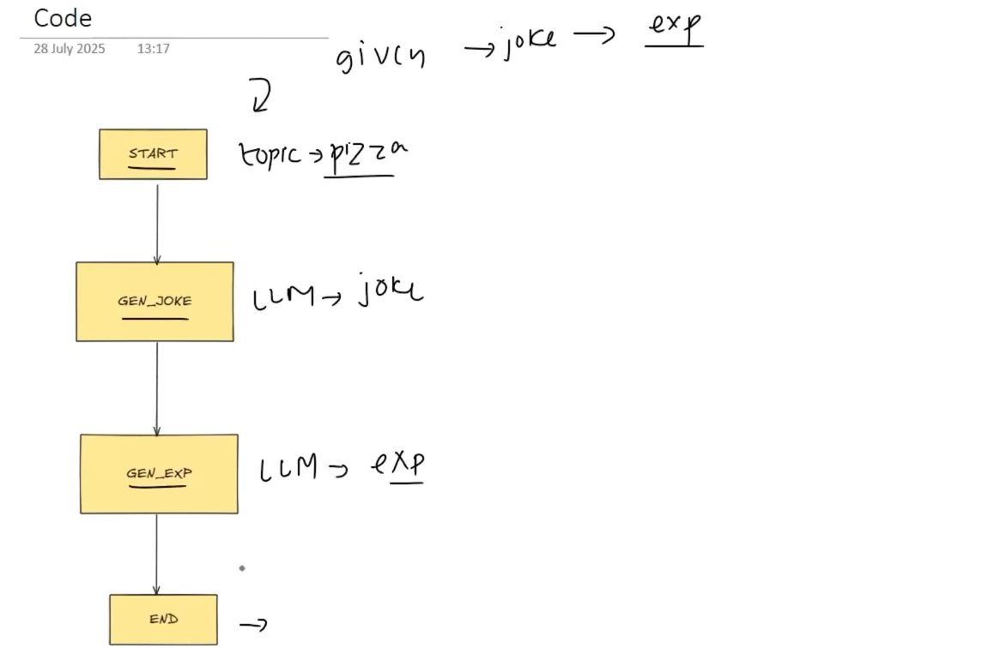 Code
28 July 2025 13:17
given → joke → exp
START
topic → pizza
GEN_JOKE
LLM → joke
GEN_EXP
LLM → exp
END →